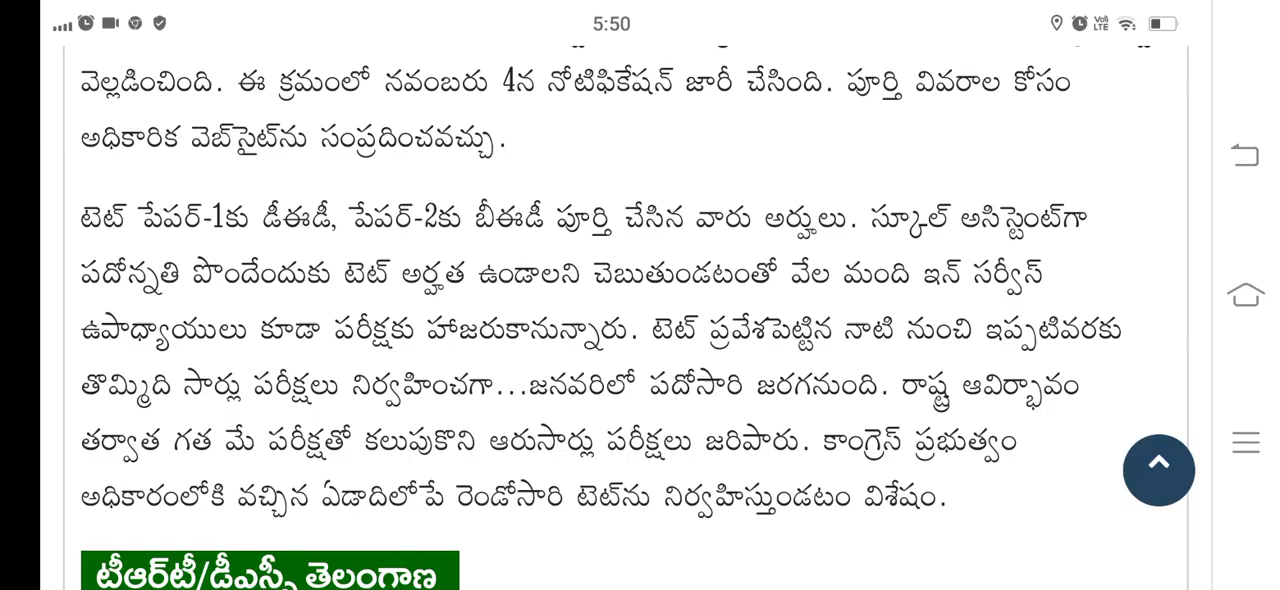 5:50
VoLTE
వెల్లడించింది. ఈ క్రమంలో నవంబరు 4న నోటిఫికేషన్ జారీ చేసింది. పూర్తి వివరాల కోసం
అధికారిక వెబ్‌సైట్‌ను సంప్రదించవచ్చు.
టెట్ పేపర్-1కు డీఈడీ, పేపర్-2కు బీఈడీ పూర్తి చేసిన వారు అర్హులు. స్కూల్ అసిస్టెంట్‌గా
పదోన్నతి పొందేందుకు టెట్ అర్హత ఉండాలని చెబుతుండటంతో వేల మంది ఇన్ సర్వీస్
ఉపాధ్యాయులు కూడా పరీక్షకు హాజరుకానున్నారు. టెట్ ప్రవేశపెట్టిన నాటి నుంచి ఇప్పటివరకు
తొమ్మిది సార్లు పరీక్షలు నిర్వహించగా...జనవరిలో పదోసారి జరగనుంది. రాష్ట్ర ఆవిర్భావం
తర్వాత గత మే పరీక్షతో కలుపుకొని ఆరుసార్లు పరీక్షలు జరిపారు. కాంగ్రెస్ ప్రభుత్వం
అధికారంలోకి వచ్చిన ఏడాదిలోపే రెండోసారి టెట్‌ను నిర్వహిస్తుండటం విశేషం.
టీఆర్‌టీ/డీఎస్సీ తెలంగాణ